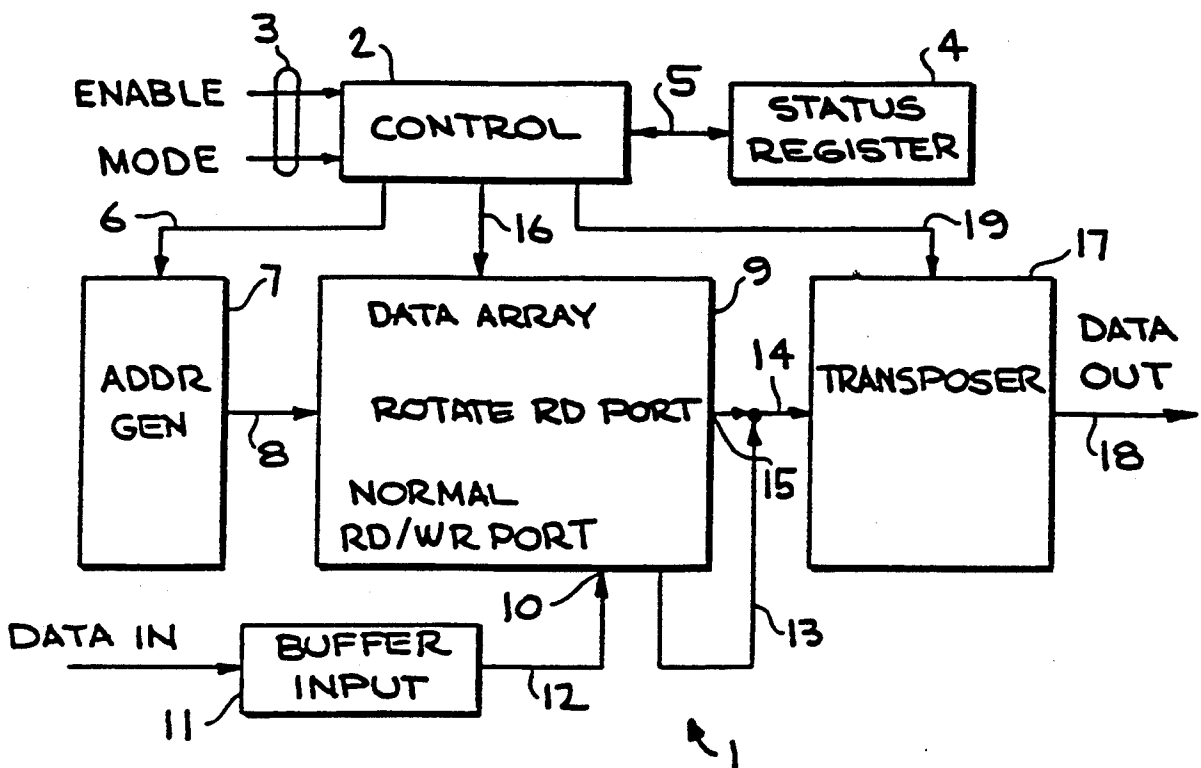 3
2
4
ENABLE
MODE
CONTROL
5
STATUS
REGISTER
6
16
19
7
9
17
ADDR
GEN
8
DATA ARRAY
ROTATE RD PORT
NORMAL
RD/WR PORT
14
15
TRANSPOSER
DATA
OUT
18
10
13
DATA IN
BUFFER
INPUT
11
12
1